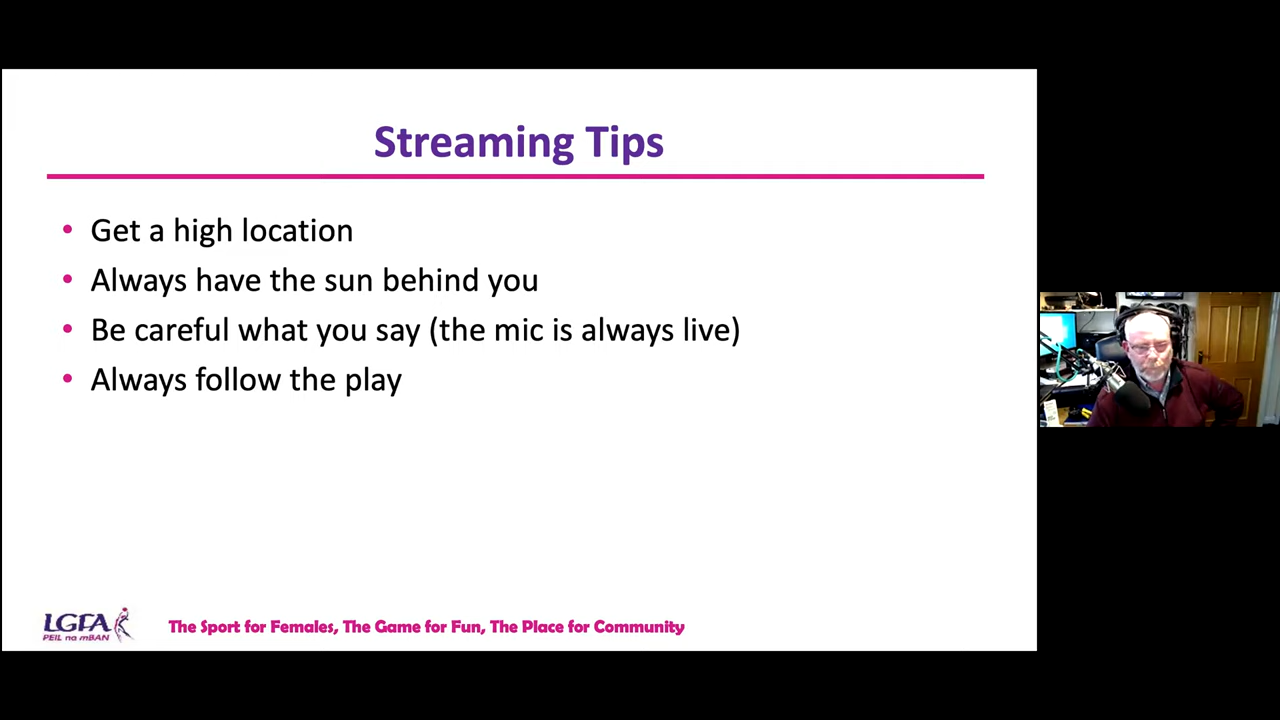 Streaming Tips
• Get a high location
• Always have the sun behind you
• Be careful what you say (the mic is always live)
• Always follow the play
LGFA
PEIL na mBAN
The Sport for Females, The Game for Fun, The Place for Community